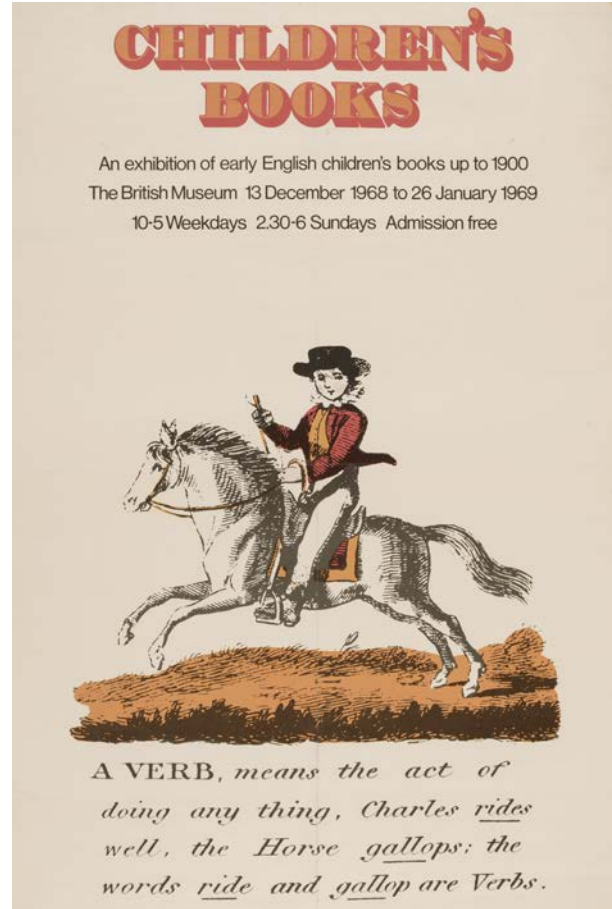 CHILDREN'S
BOOKS
An exhibition of early English children's books up to 1900
The British Museum 13 December 1968 to 26 January 1969
10-5 Weekdays 2.30-6 Sundays Admission free
A VERB, means the act of
doing any thing, Charles rides
well, the Horse gallops; the
words ride and gallop are Verbs.